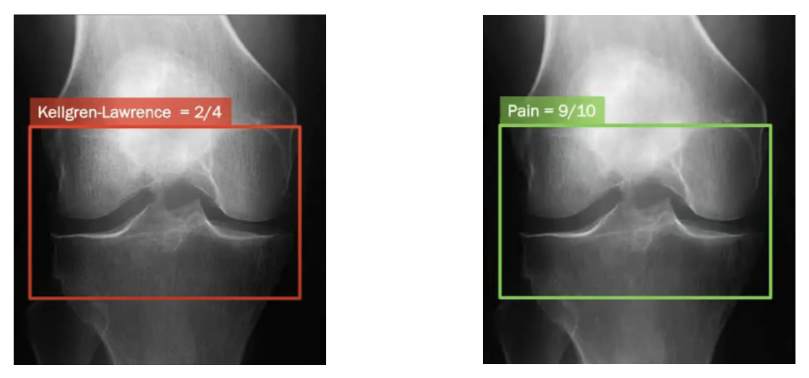 Kellgren-Lawrence = 2/4
Pain = 9/10